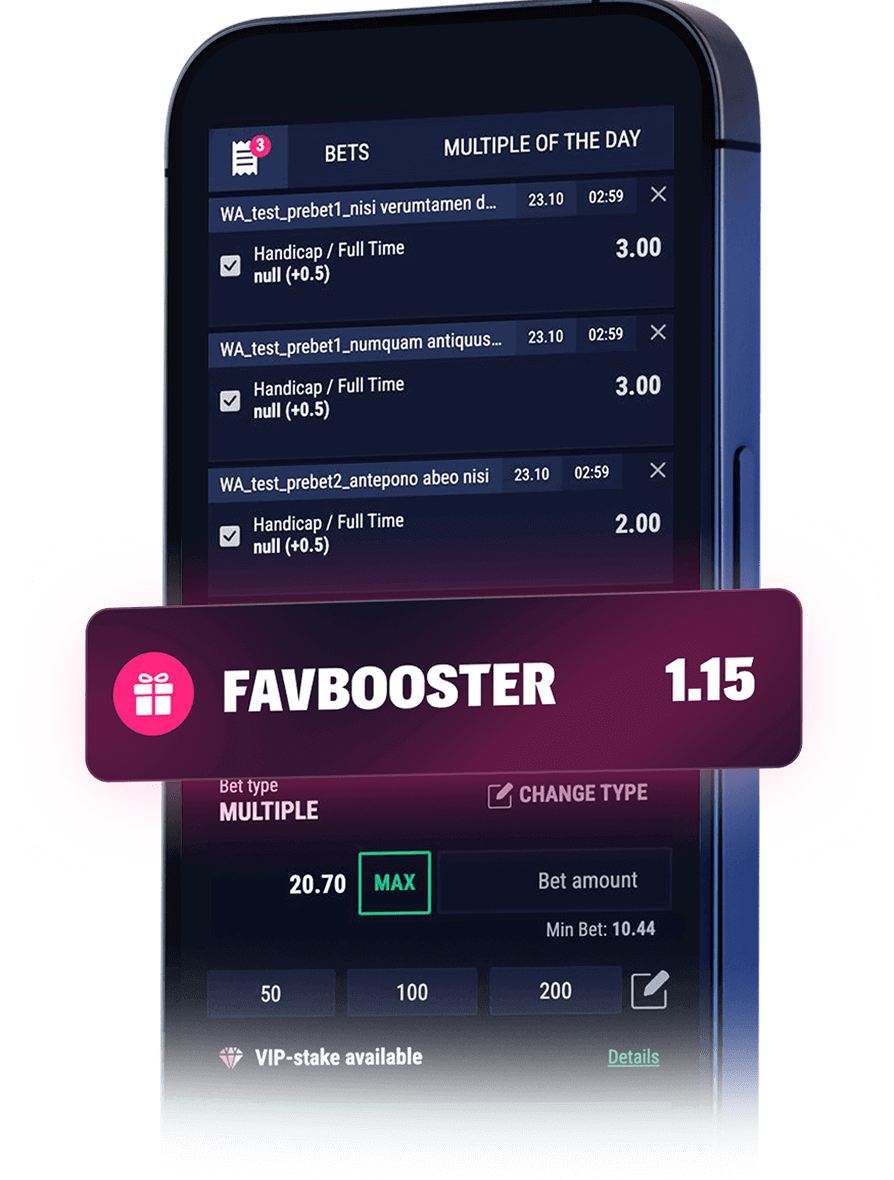 3
BETS
MULTIPLE OF THE DAY
WA_test_prebet1_nisi verumtamen d... 23.10 02:59
Handicap / Full Time 3.00
null (+0.5)
WA_test_prebet1_numquam antiquus... 23.10 02:59
Handicap / Full Time 3.00
null (+0.5)
WA_test_prebet2_antepono abeo nisi 23.10 02:59
Handicap / Full Time 2.00
null (+0.5)
FAVBOOSTER 1.15
Bet type
MULTIPLE CHANGE TYPE
20.70 MAX Bet amount
Min Bet: 10.44
50 100 200
VIP-stake available Details